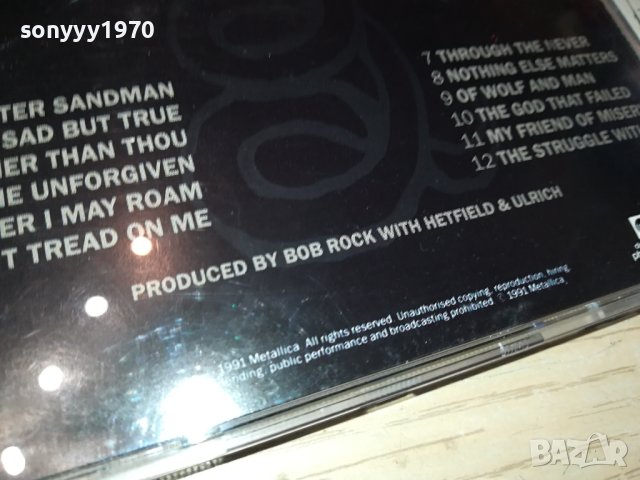 sonyyy1970
TER SANDMAN
SAD BUT TRUE
IER THAN THOU
HE UNFORGIVEN
ER I MAY ROAM
T TREAD ON ME
7 THROUGH THE NEVER
8 NOTHING ELSE MATTERS
9 OF WOLF AND MAN
10 THE GOD THAT FAILED
11 MY FRIEND OF MISER
12 THE STRUGGLE WIT
PRODUCED BY BOB ROCK WITH HETFIELD & ULRICH
1991 Metallica. All rights reserved. Unauthorised copying, reproduction, hiring,
nding, public performance and broadcasting prohibited. © 1991 Metallica.
BAZAR